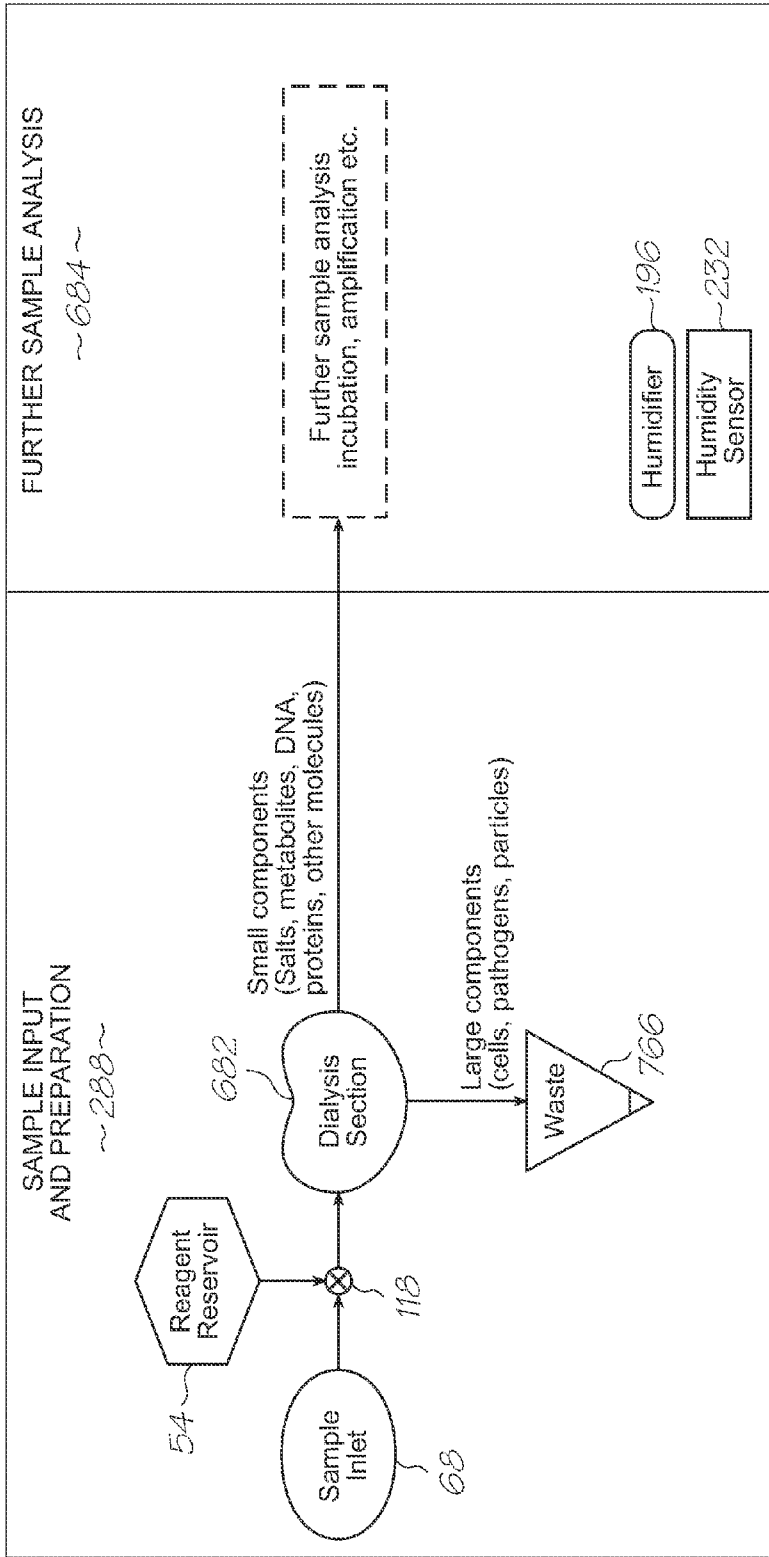 SAMPLE INPUT
AND PREPARATION
~288~
54
Reagent
Reservoir
Sample
Inlet
68
118
682
Dialysis
Section
Small components
(Salts, metabolites, DNA,
proteins, other molecules)
Large components
(cells, pathogens, particles)
Waste
766
FURTHER SAMPLE ANALYSIS
~684~
Further sample analysis
incubation, amplification etc.
Humidifier
196
Humidity
Sensor
232